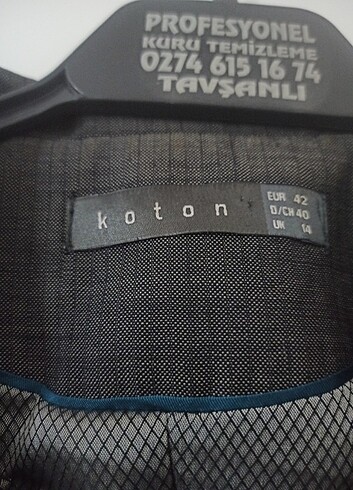 PROFESYONEL
KURU TEMİZLEME
0274 615 16 74
TAVŞANLI
koton
EUR 42
D/CH 40
UK 14